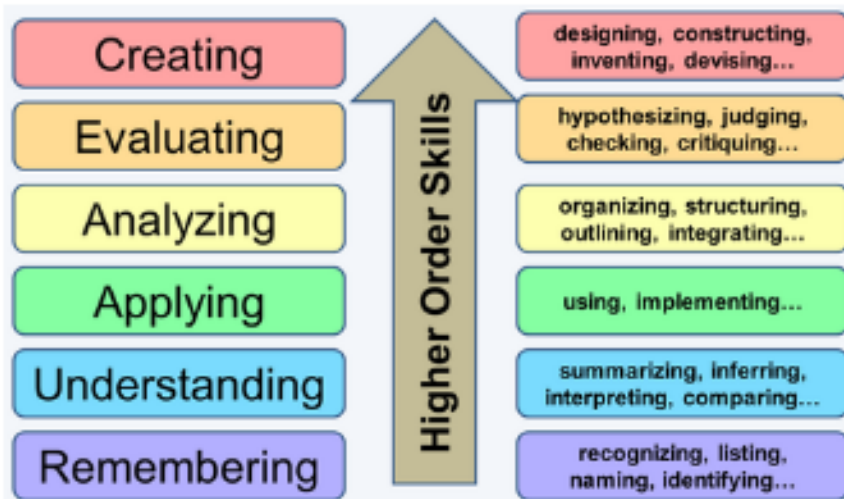 Creating
designing, constructing,
inventing, devising...
Evaluating
hypothesizing, judging,
checking, critiquing...
Analyzing
organizing, structuring,
outlining, integrating...
Applying
using, implementing...
Understanding
summarizing, inferring,
interpreting, comparing...
Remembering
recognizing, listing,
naming, identifying...
Higher Order Skills